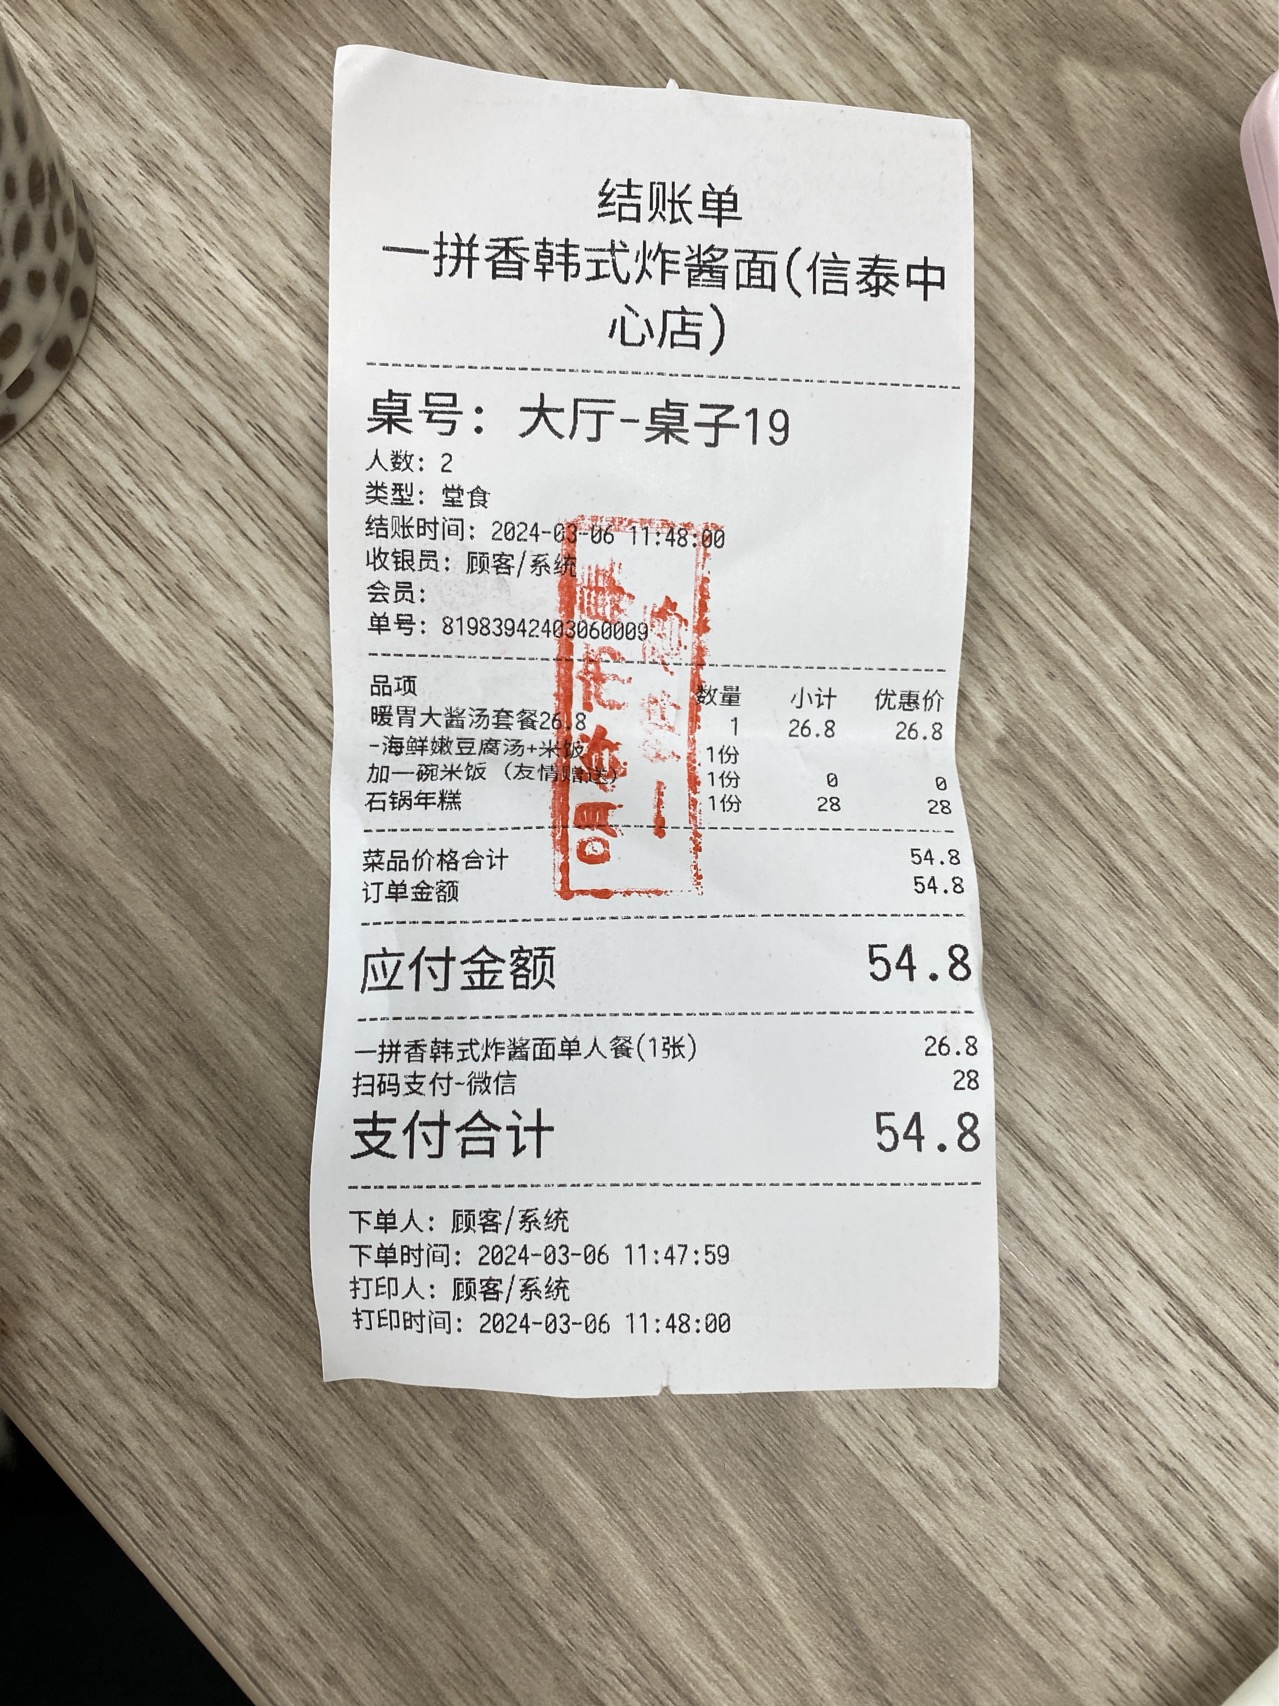 结账单
一拼香韩式炸酱面(信泰中
心店)
桌号: 大厅-桌子19
人数: 2
类型: 堂食
结账时间: 2024-03-06 11:48:00
收银员: 顾客/系统
会员:
单号: 81983942403060009
品项 数量 小计 优惠价
暖胃大酱汤套餐26.8 1 26.8 26.8
-海鲜嫩豆腐汤+米饭 1份
加一碗米饭（友情赠送） 1份 0 0
石锅年糕 1份 28 28
菜品价格合计 54.8
订单金额 54.8
应付金额 54.8
一拼香韩式炸酱面单人餐(1张) 26.8
扫码支付-微信 28
支付合计 54.8
下单人: 顾客/系统
下单时间: 2024-03-06 11:47:59
打印人: 顾客/系统
打印时间: 2024-03-06 11:48:00